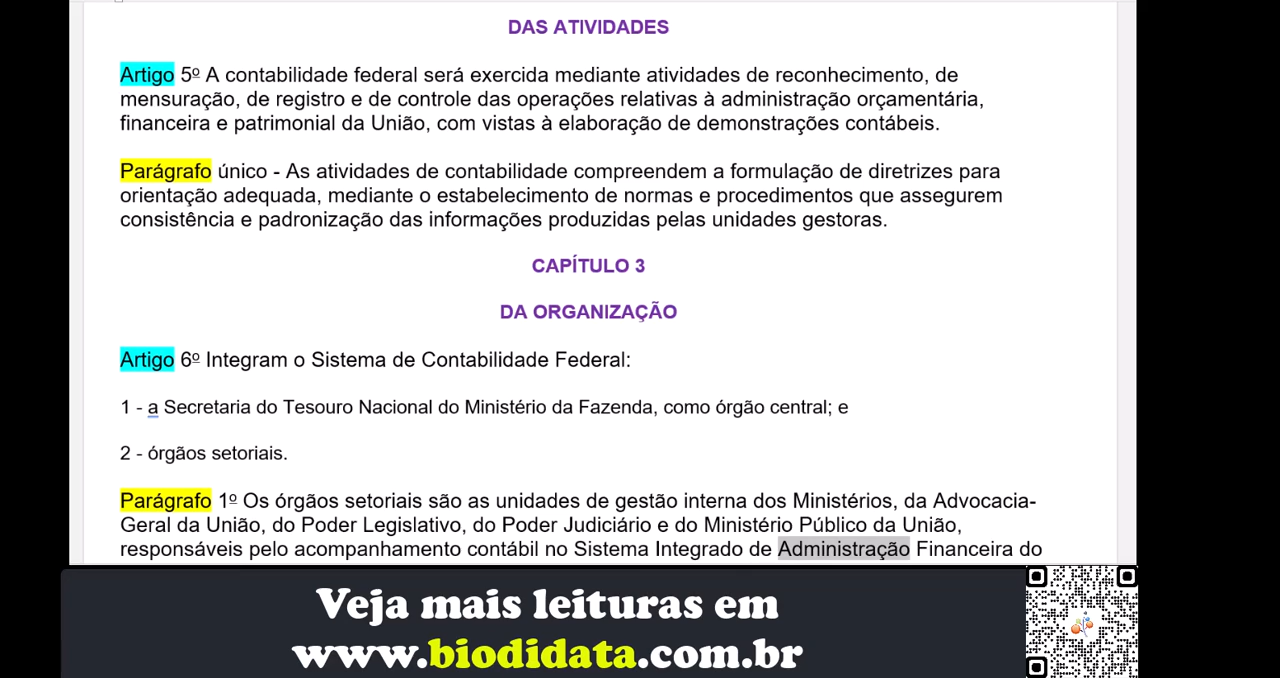 DAS ATIVIDADES
Artigo 5º A contabilidade federal será exercida mediante atividades de reconhecimento, de
mensuração, de registro e de controle das operações relativas à administração orçamentária,
financeira e patrimonial da União, com vistas à elaboração de demonstrações contábeis.
Parágrafo único - As atividades de contabilidade compreendem a formulação de diretrizes para
orientação adequada, mediante o estabelecimento de normas e procedimentos que assegurem
consistência e padronização das informações produzidas pelas unidades gestoras.
CAPÍTULO 3
DA ORGANIZAÇÃO
Artigo 6º Integram o Sistema de Contabilidade Federal:
1 - a Secretaria do Tesouro Nacional do Ministério da Fazenda, como órgão central; e
2 - órgãos setoriais.
Parágrafo 1º Os órgãos setoriais são as unidades de gestão interna dos Ministérios, da Advocacia-
Geral da União, do Poder Legislativo, do Poder Judiciário e do Ministério Público da União,
responsáveis pelo acompanhamento contábil no Sistema Integrado de Administração Financeira do
Veja mais leituras em
www.biodidata.com.br